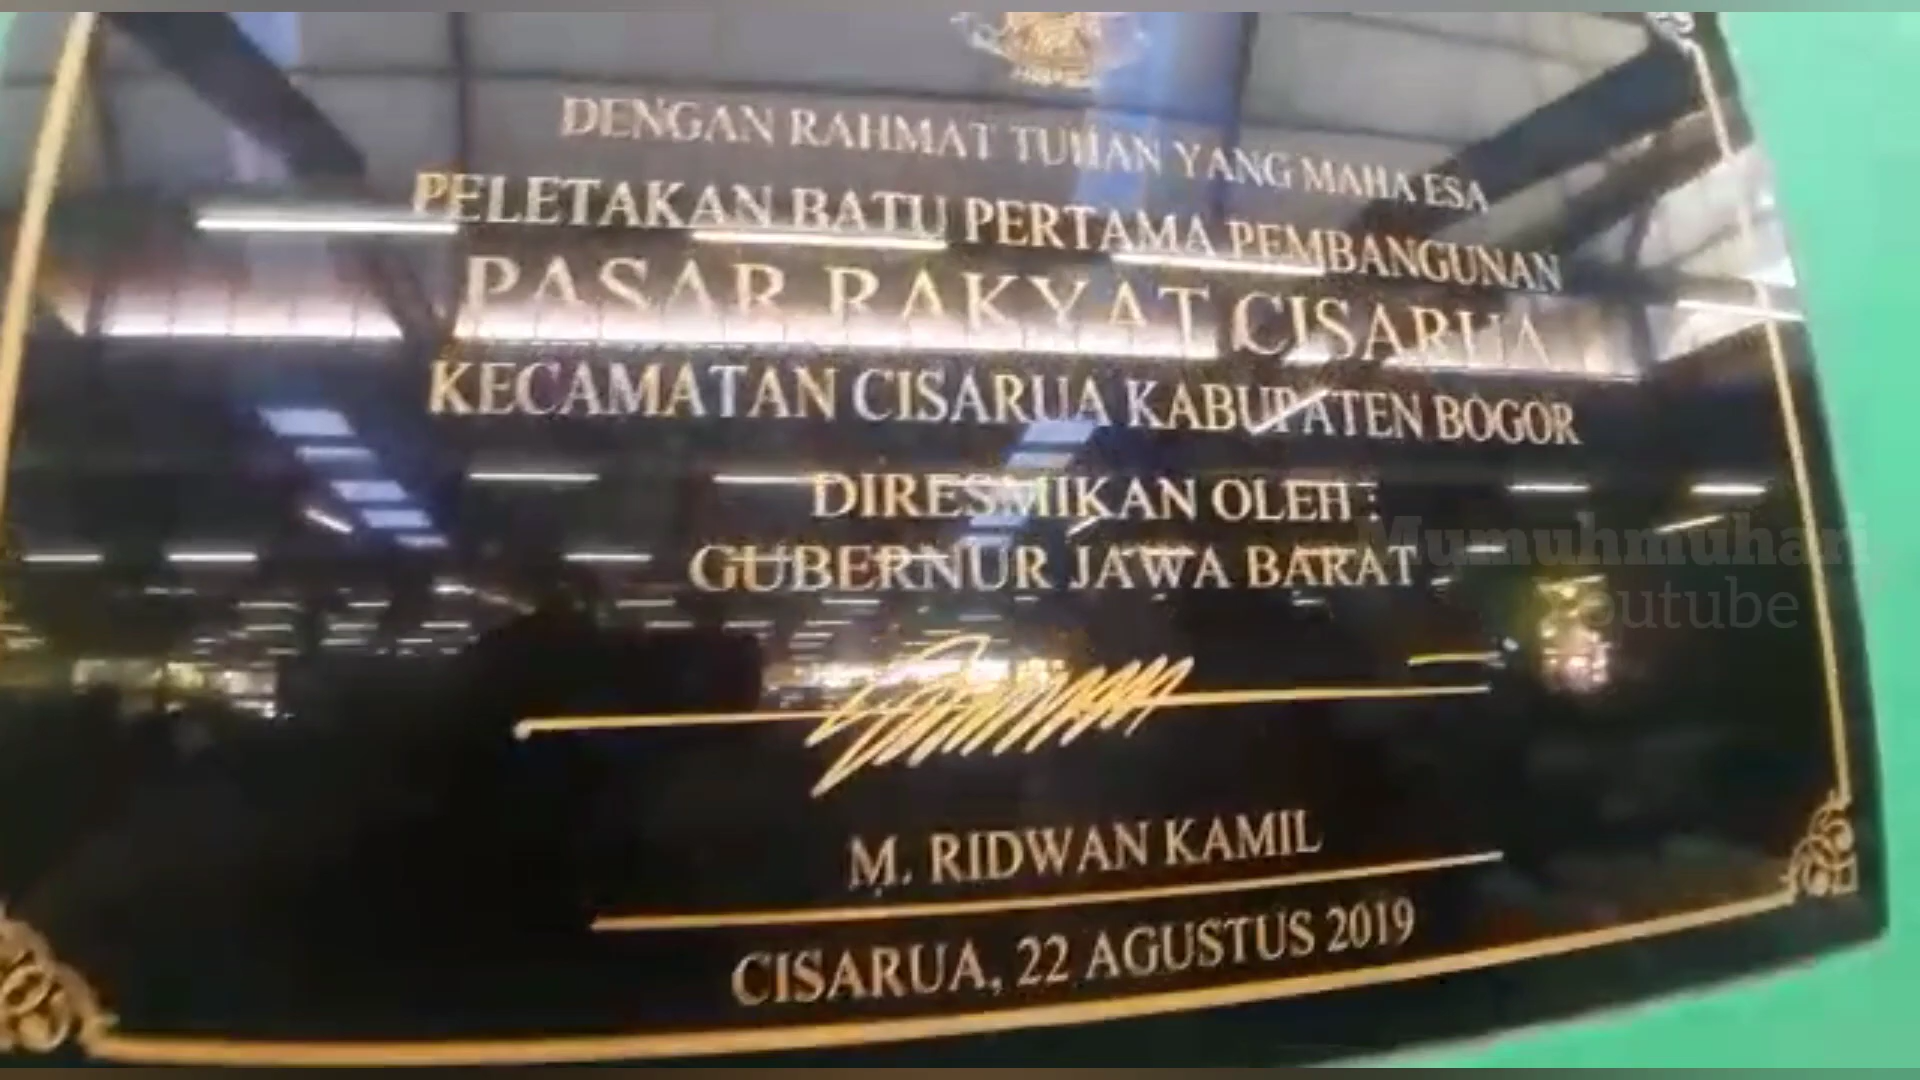 DENGAN RAHMAT TUHAN YANG MAHA ESA
PELETAKAN BATU PERTAMA PEMBANGUNAN
PASAR RAKYAT CISARUA
KECAMATAN CISARUA KABUPATEN BOGOR
DIRESMIKAN OLEH :
GUBERNUR JAWA BARAT
M. RIDWAN KAMIL
CISARUA, 22 AGUSTUS 2019
Mumuhmuhari
Youtube